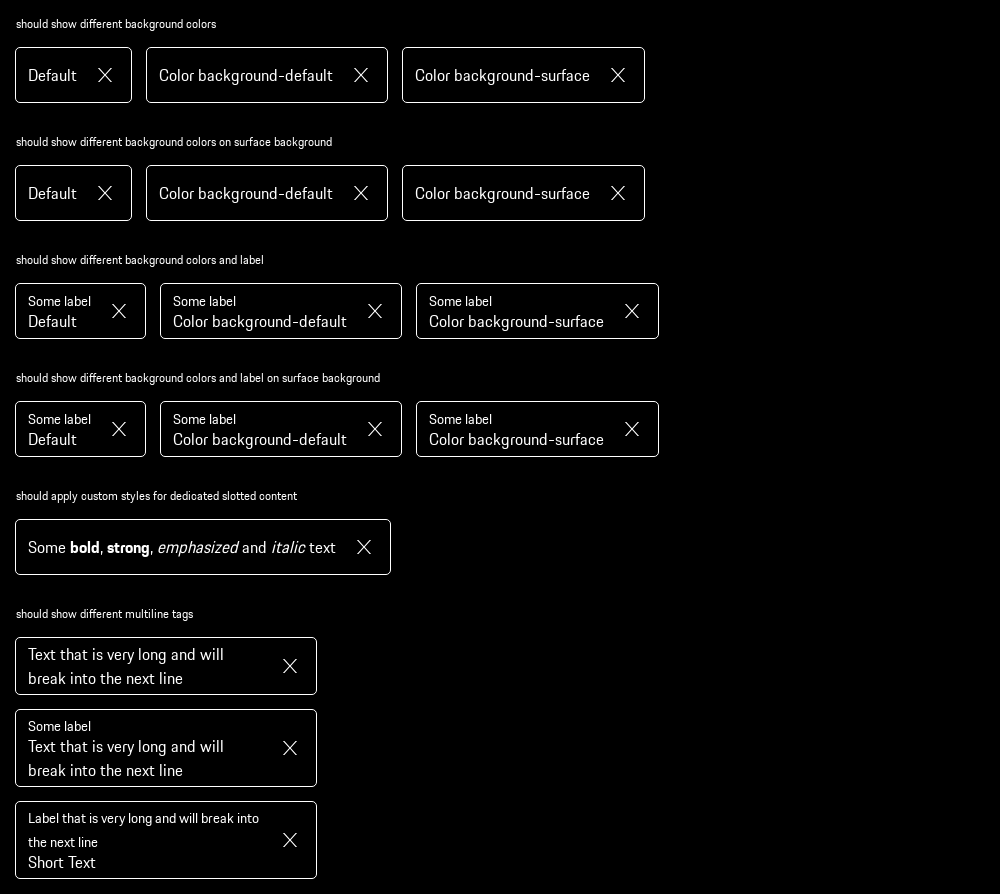 should show different background colors
Default
Color background-default
Color background-surface
should show different background colors on surface background
Default
Color background-default
Color background-surface
should show different background colors and label
Some label
Default
Some label
Color background-default
Some label
Color background-surface
should show different background colors and label on surface background
Some label
Default
Some label
Color background-default
Some label
Color background-surface
should apply custom styles for dedicated slotted content
Some bold, strong, emphasized and italic text
should show different multiline tags
Text that is very long and will
break into the next line
Some label
Text that is very long and will
break into the next line
Label that is very long and will break into
the next line
Short Text